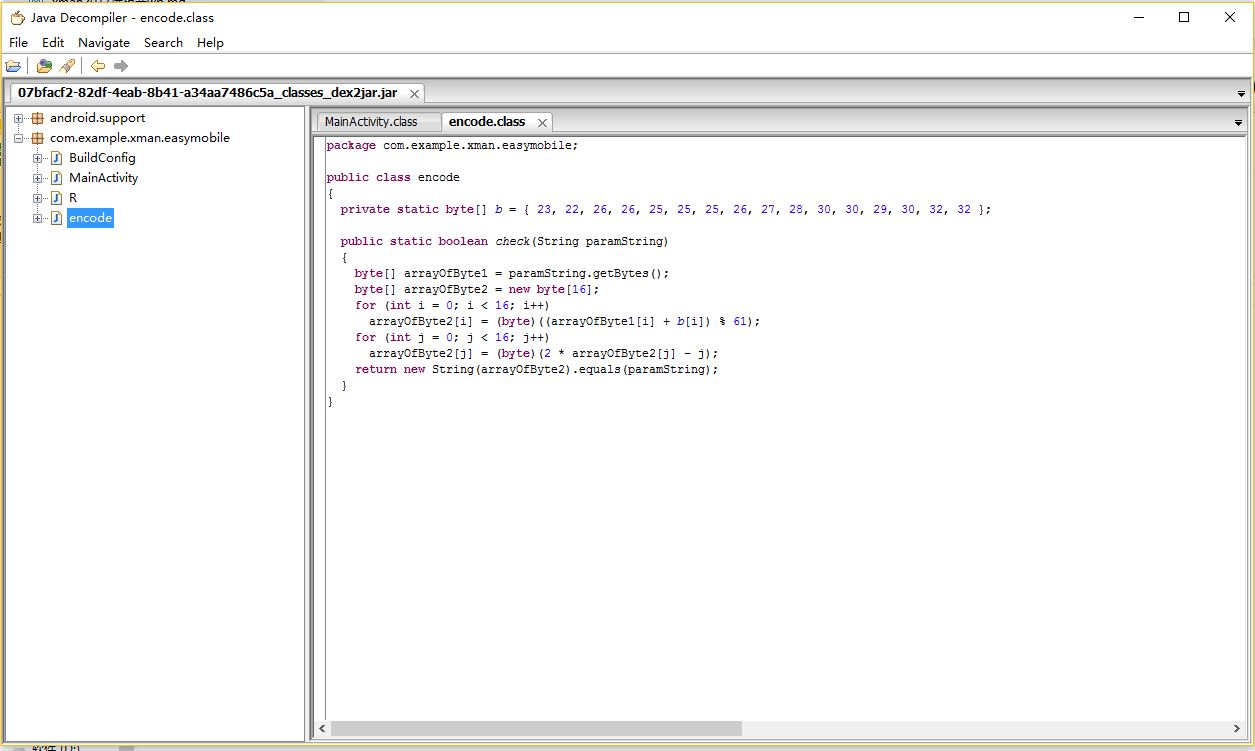 Java Decompiler - encode.class
File Edit Navigate Search Help
07bfacf2-82df-4eab-8b41-a34aa7486c5a_classes_dex2jar.jar
android.support
com.example.xman.easymobile
BuildConfig
MainActivity
R
encode
MainActivity.class encode.class
package com.example.xman.easymobile;
public class encode
{
private static byte[] b = { 23, 22, 26, 26, 25, 25, 25, 26, 27, 28, 30, 30, 29, 30, 32, 32 };
public static boolean check(String paramString)
{
byte[] arrayOfByte1 = paramString.getBytes();
byte[] arrayOfByte2 = new byte[16];
for (int i = 0; i < 16; i++)
arrayOfByte2[i] = (byte)((arrayOfByte1[i] + b[i]) % 61);
for (int j = 0; j < 16; j++)
arrayOfByte2[j] = (byte)(2 * arrayOfByte2[j] - j);
return new String(arrayOfByte2).equals(paramString);
}
}